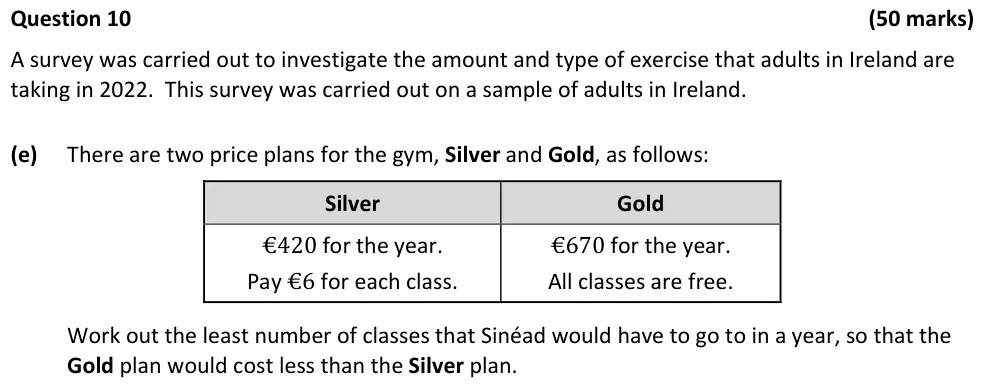 Question 10 (50 marks)
A survey was carried out to investigate the amount and type of exercise that adults in Ireland are
taking in 2022. This survey was carried out on a sample of adults in Ireland.
(e) There are two price plans for the gym, Silver and Gold, as follows:
Silver Gold
€420 for the year. €670 for the year.
Pay €6 for each class. All classes are free.
Work out the least number of classes that Sinéad would have to go to in a year, so that the
Gold plan would cost less than the Silver plan.